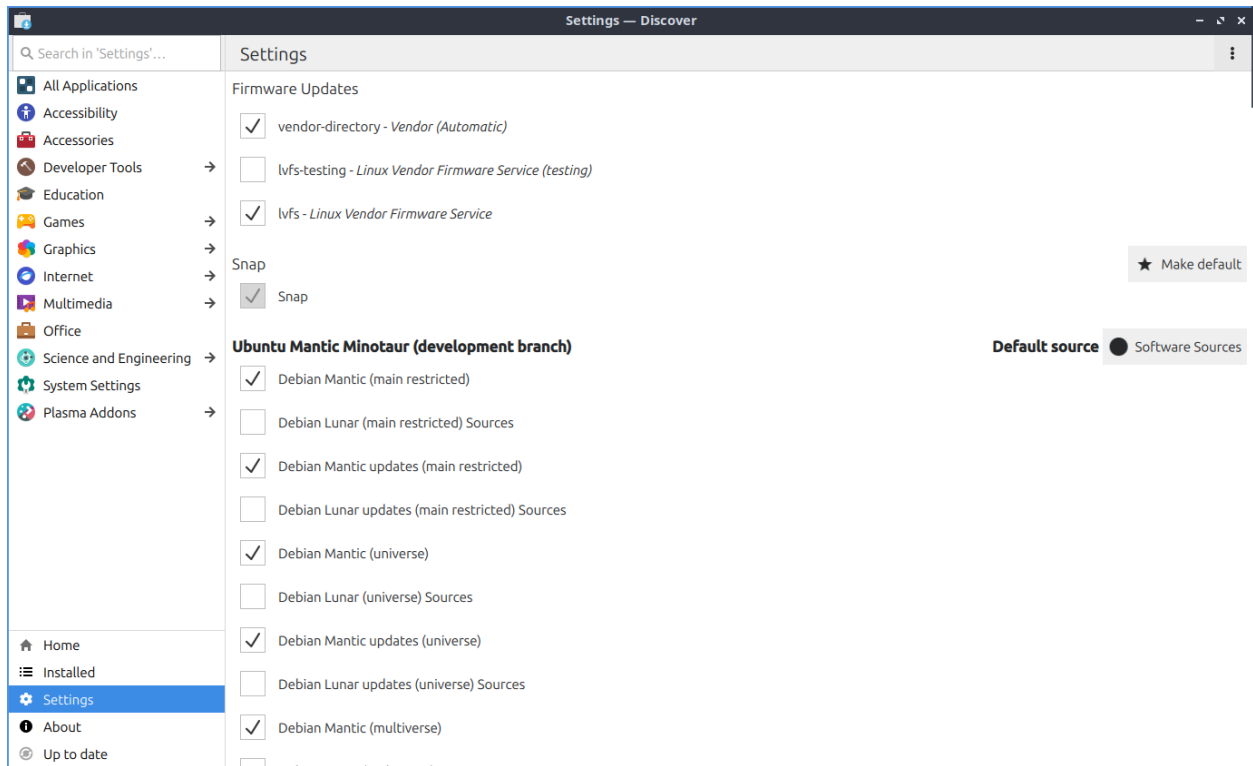 Settings — Discover
Search in 'Settings'...
Settings
All Applications
Accessibility
Accessories
Developer Tools
Education
Games
Graphics
Internet
Multimedia
Office
Science and Engineering
System Settings
Plasma Addons
Home
Installed
Settings
About
Up to date
Firmware Updates
vendor-directory - Vendor (Automatic)
lvfs-testing - Linux Vendor Firmware Service (testing)
lvfs - Linux Vendor Firmware Service
Snap
Make default
Snap
Ubuntu Mantic Minotaur (development branch)
Default source
Software Sources
Debian Mantic (main restricted)
Debian Lunar (main restricted) Sources
Debian Mantic updates (main restricted)
Debian Lunar updates (main restricted) Sources
Debian Mantic (universe)
Debian Lunar (universe) Sources
Debian Mantic updates (universe)
Debian Lunar updates (universe) Sources
Debian Mantic (multiverse)